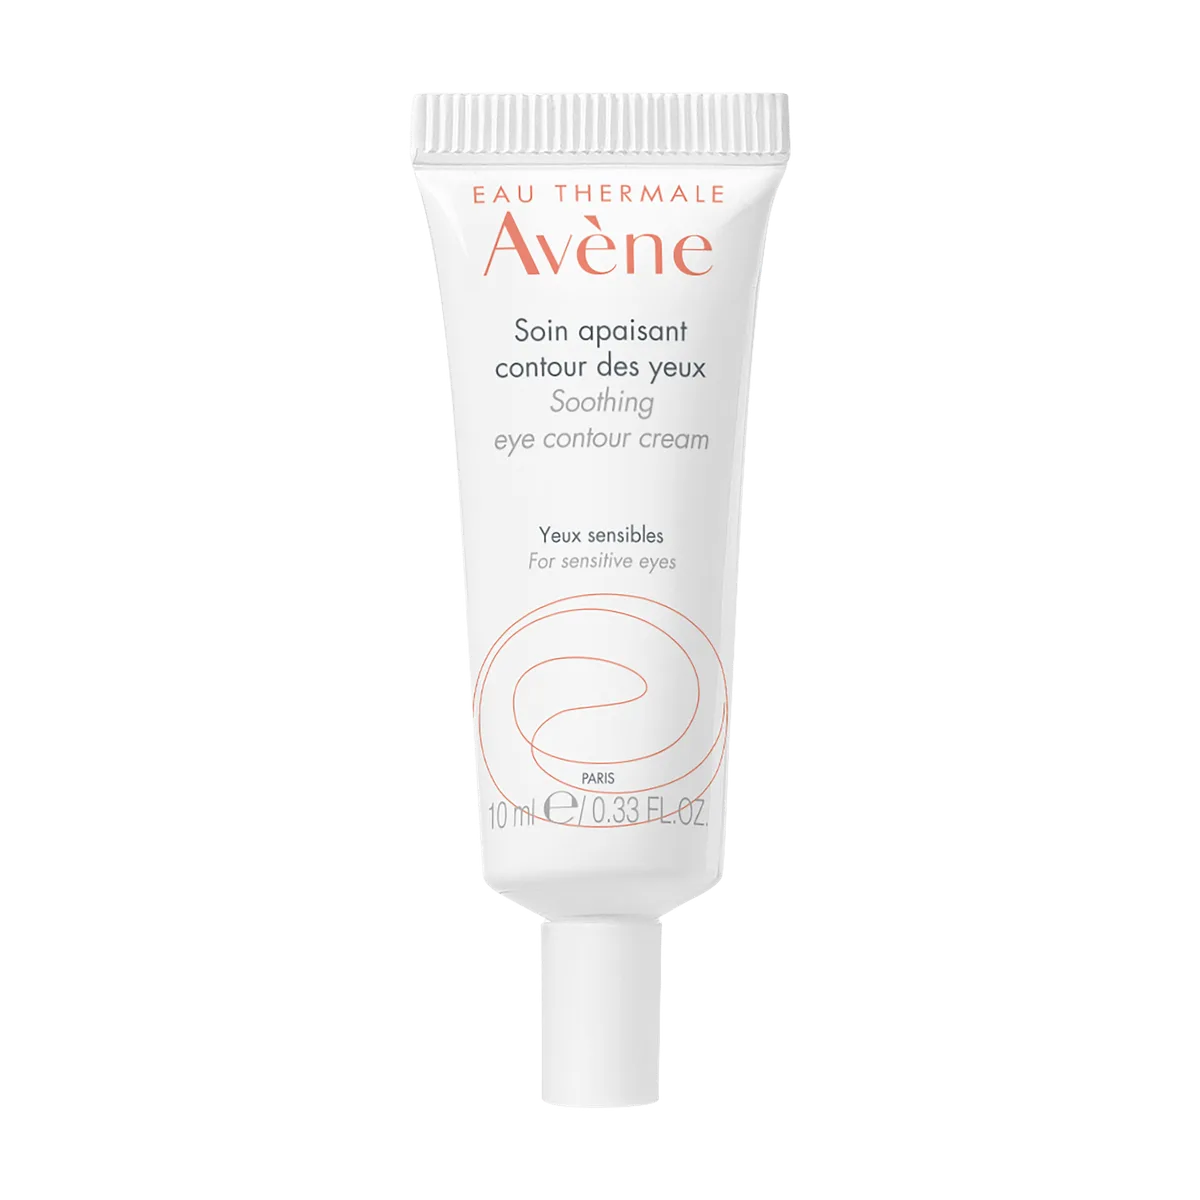 EAU THERMALE
Avène
Soin apaisant
contour des yeux
Soothing
eye contour cream
Yeux sensibles
For sensitive eyes
PARIS
10 ml ℮/ 0.33 FL.OZ.